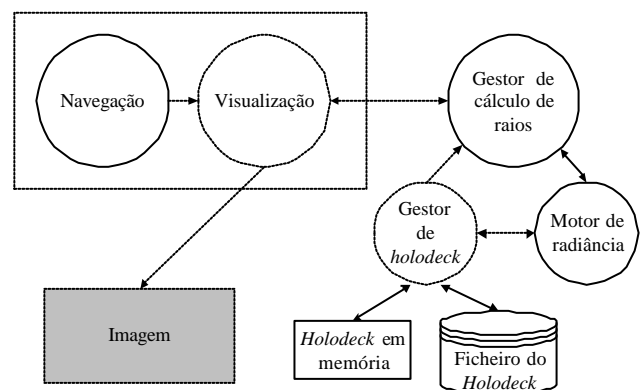 Navegação
Visualização
Gestor de
cálculo de
raios
Gestor
de
holodeck
Motor de
radiância
Imagem
Holodeck em
memória
Ficheiro do
Holodeck